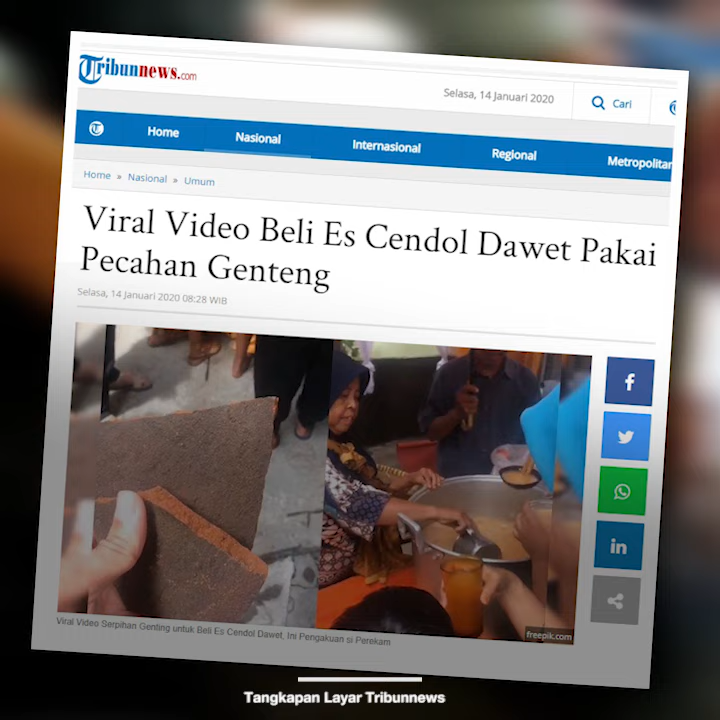 Tribunnews.com
Selasa, 14 Januari 2020
Cari
Home Nasional Internasional Regional Metropolitan
Home » Nasional » Umum
Viral Video Beli Es Cendol Dawet Pakai
Pecahan Genteng
Selasa, 14 Januari 2020 08:28 WIB
Viral Video Serpihan Genting untuk Beli Es Cendol Dawet, Ini Pengakuan si Perekam
freepik.com
Tangkapan Layar Tribunnews